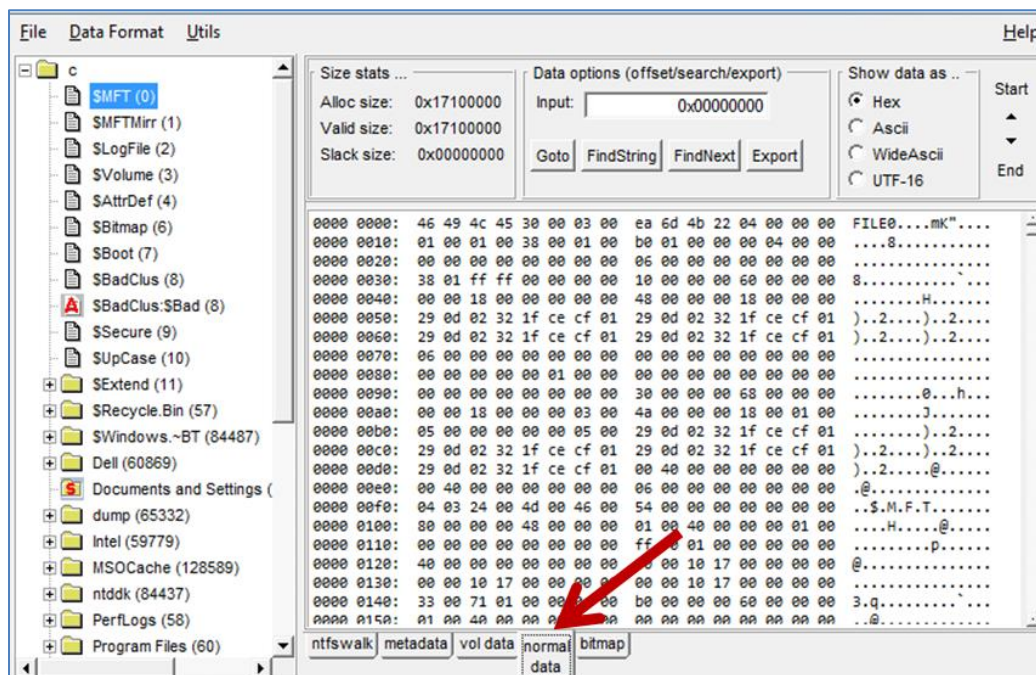 File Data Format Utils Help
c
$MFT (0)
$MFTMirr (1)
$LogFile (2)
$Volume (3)
$AttrDef (4)
$Bitmap (6)
$Boot (7)
$BadClus (8)
A $BadClus:$Bad (8)
$Secure (9)
$UpCase (10)
$Extend (11)
$Recycle.Bin (57)
$Windows.~BT (84487)
Dell (60869)
S Documents and Settings (
dump (65332)
Intel (59779)
MSOCache (128589)
ntddk (84437)
PerfLogs (58)
Program Files (60)
Size stats ...
Alloc size: 0x17100000
Valid size: 0x17100000
Slack size: 0x00000000
Data options (offset/search/export)
Input: 0x00000000
Goto FindString FindNext Export
Show data as ..
Hex
Ascii
WideAscii
UTF-16
Start
End
0000 0000: 46 49 4c 45 30 00 03 00 ea 6d 4b 22 04 00 00 00 FILE0....mK"....
0000 0010: 01 00 01 00 38 00 01 00 b0 01 00 00 00 04 00 00 ....8...........
0000 0020: 00 00 00 00 00 00 00 00 06 00 00 00 00 00 00 00 ................
0000 0030: 38 01 ff ff 00 00 00 00 10 00 00 00 60 00 00 00 8...........`...
0000 0040: 00 00 18 00 00 00 00 00 48 00 00 00 18 00 00 00 ........H.......
0000 0050: 29 0d 02 32 1f ce cf 01 29 0d 02 32 1f ce cf 01 )..2....)..2....
0000 0060: 29 0d 02 32 1f ce cf 01 29 0d 02 32 1f ce cf 01 )..2....)..2....
0000 0070: 06 00 00 00 00 00 00 00 00 00 00 00 00 00 00 00 ................
0000 0080: 00 00 00 00 00 01 00 00 00 00 00 00 00 00 00 00 ................
0000 0090: 00 00 00 00 00 00 00 00 30 00 00 00 68 00 00 00 ........0...h...
0000 00a0: 00 00 18 00 00 00 03 00 4a 00 00 00 18 00 01 00 ........J.......
0000 00b0: 05 00 00 00 00 00 05 00 29 0d 02 32 1f ce cf 01 ........)..2....
0000 00c0: 29 0d 02 32 1f ce cf 01 29 0d 02 32 1f ce cf 01 )..2....)..2....
0000 00d0: 29 0d 02 32 1f ce cf 01 00 40 00 00 00 00 00 00 )..2.....@......
0000 00e0: 00 40 00 00 00 00 00 00 06 00 00 00 00 00 00 00 .@..............
0000 00f0: 04 03 24 00 4d 00 46 00 54 00 00 00 00 00 00 00 ..$.M.F.T.......
0000 0100: 80 00 00 00 48 00 00 00 01 00 40 00 00 00 01 00 ....H.....@.....
0000 0110: 00 00 00 00 00 00 00 00 ff 01 00 00 00 00 00 .........p......
0000 0120: 40 00 00 00 00 00 00 00 00 10 17 00 00 00 00 @...............
0000 0130: 00 00 10 17 00 00 00 00 00 10 17 00 00 00 00 ................
0000 0140: 33 00 71 01 00 00 b0 00 00 00 60 00 00 00 3.q.........`...
0000 0150: 01 00 40 00 00 00 00 00 00 00 00 00 00 ..@.............
ntfswalk metadata vol data normal data bitmap